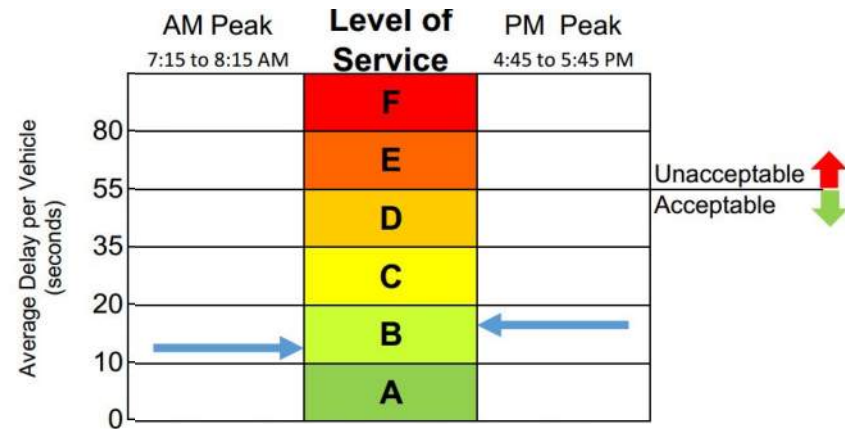 AM Peak
7:15 to 8:15 AM
Level of
Service
PM Peak
4:45 to 5:45 PM
Average Delay per Vehicle
(seconds)
80
55
35
20
10
0
F
E
D
C
B
A
Unacceptable
Acceptable